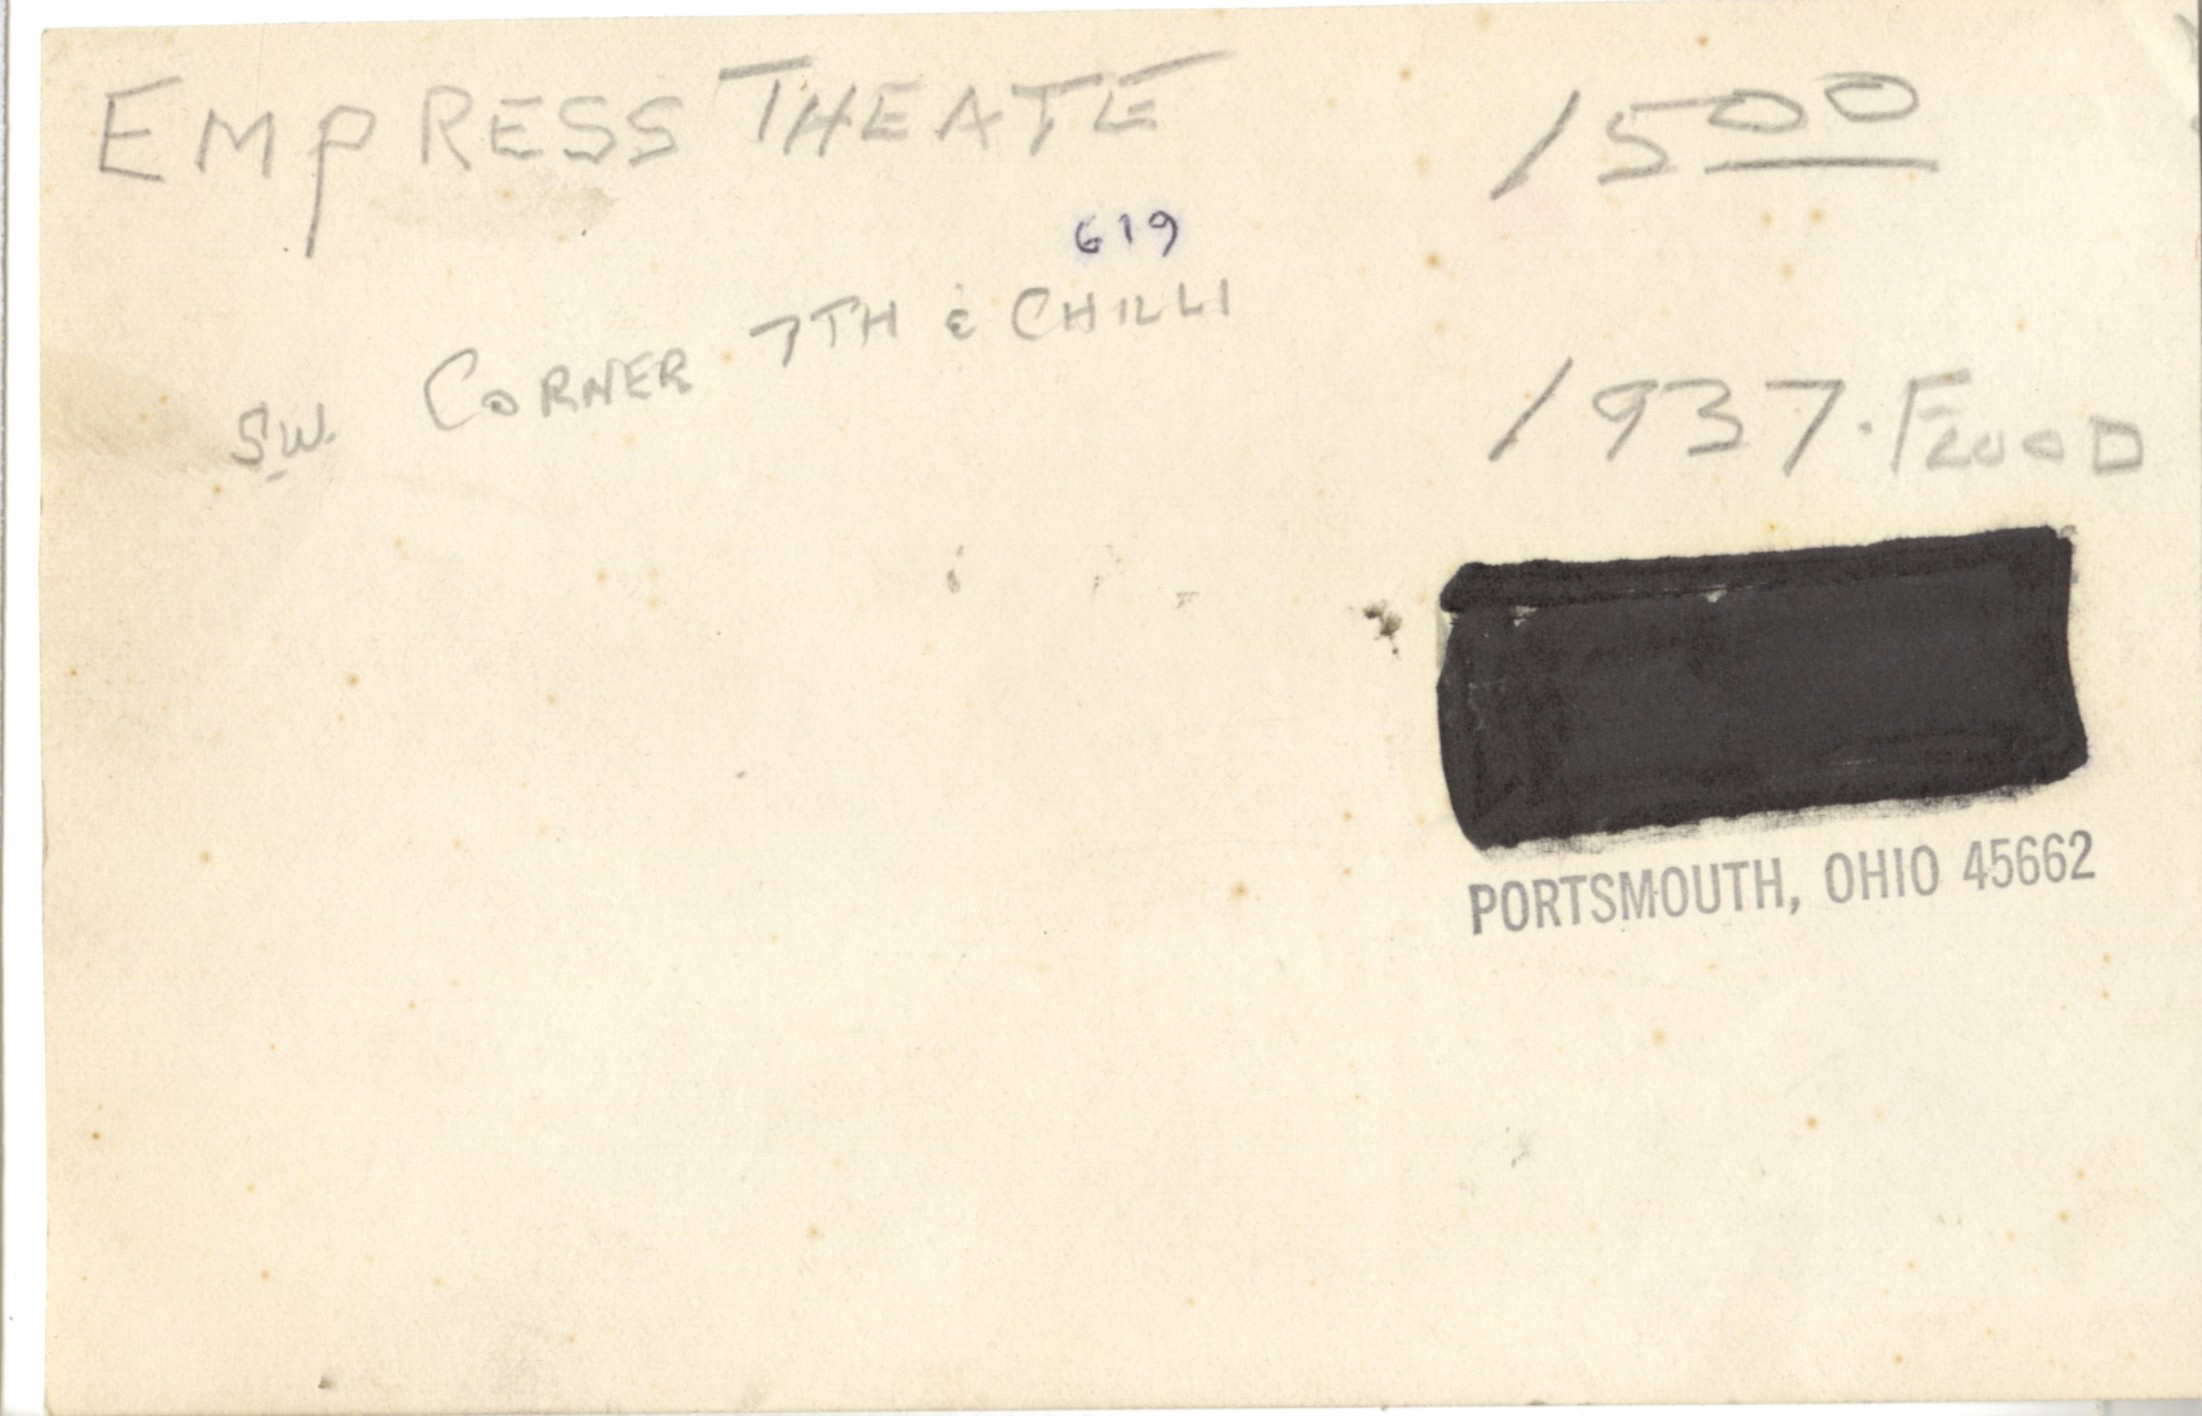 EMPRESS THEATE
1500
619
S.W. CORNER 7TH & CHILLI
1937. FLOOD
PORTSMOUTH, OHIO 45662